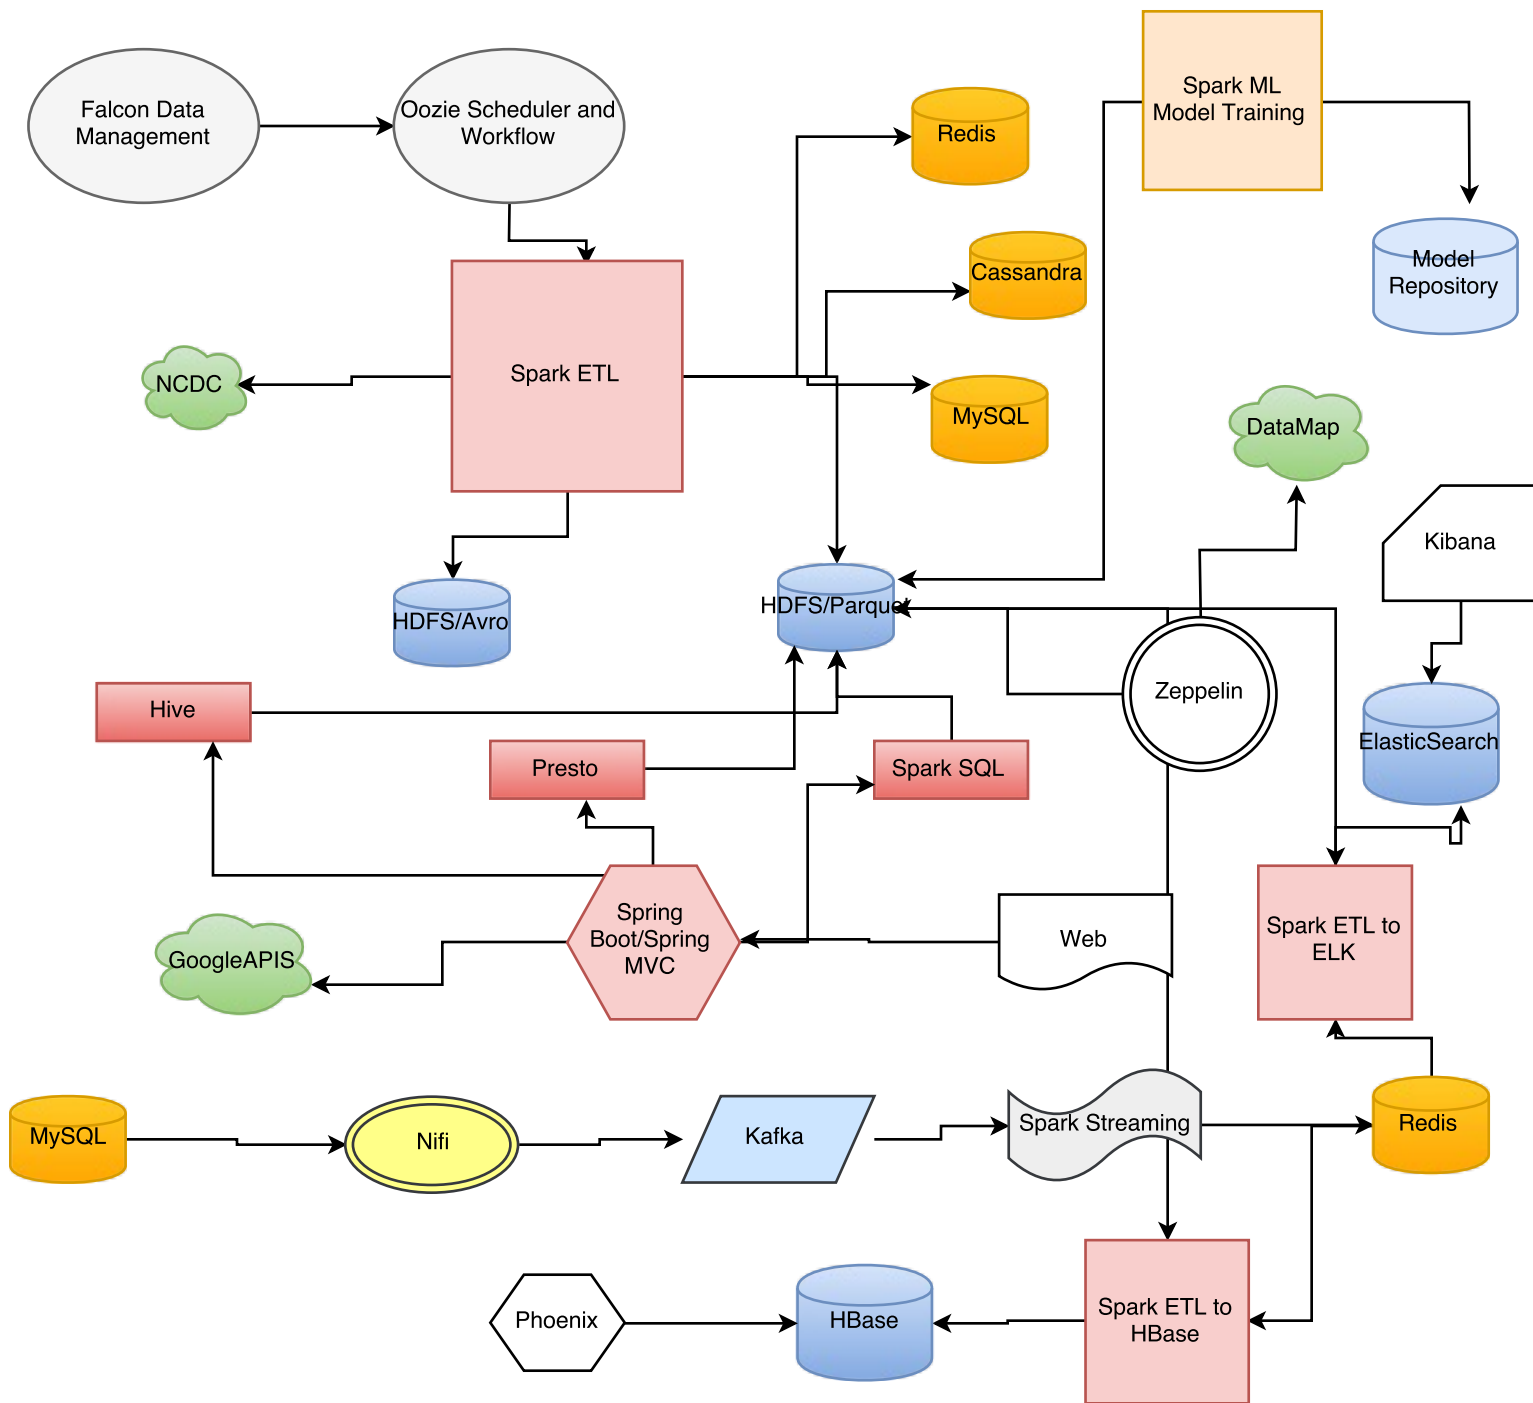 Falcon Data
Management
Oozie Scheduler and
Workflow
Redis
Spark ML
Model Training
Cassandra
Model
Repository
Spark ETL
NCDC
MySQL
DataMap
Kibana
HDFS/Avro
HDFS/Parquet
Hive
Presto
Spark SQL
Zeppelin
ElasticSearch
Spring
Boot/Spring
MVC
Web
Spark ETL to
ELK
GoogleAPIS
MySQL
Nifi
Kafka
Spark Streaming
Redis
Phoenix
HBase
Spark ETL to
HBase